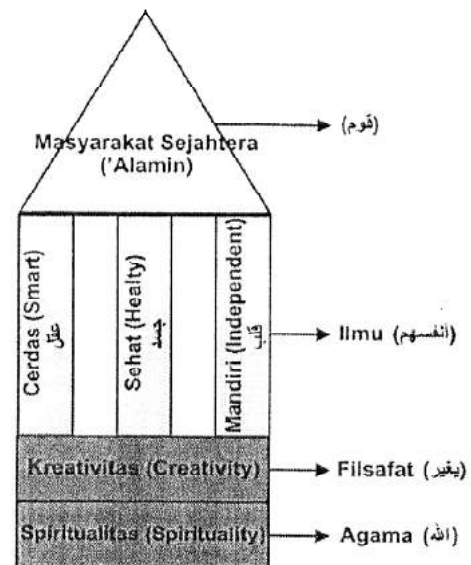 Masyarakat Sejahtera
('Alamin)
(قوم)
Cerdas (Smart)
عقل
Sehat (Healty)
جسد
Mandiri (Independent)
قلب
Ilmu (انفسهم)
Kreativitas (Creativity)
Filsafat (يغير)
Spiritualitas (Spirituality)
Agama (الله)